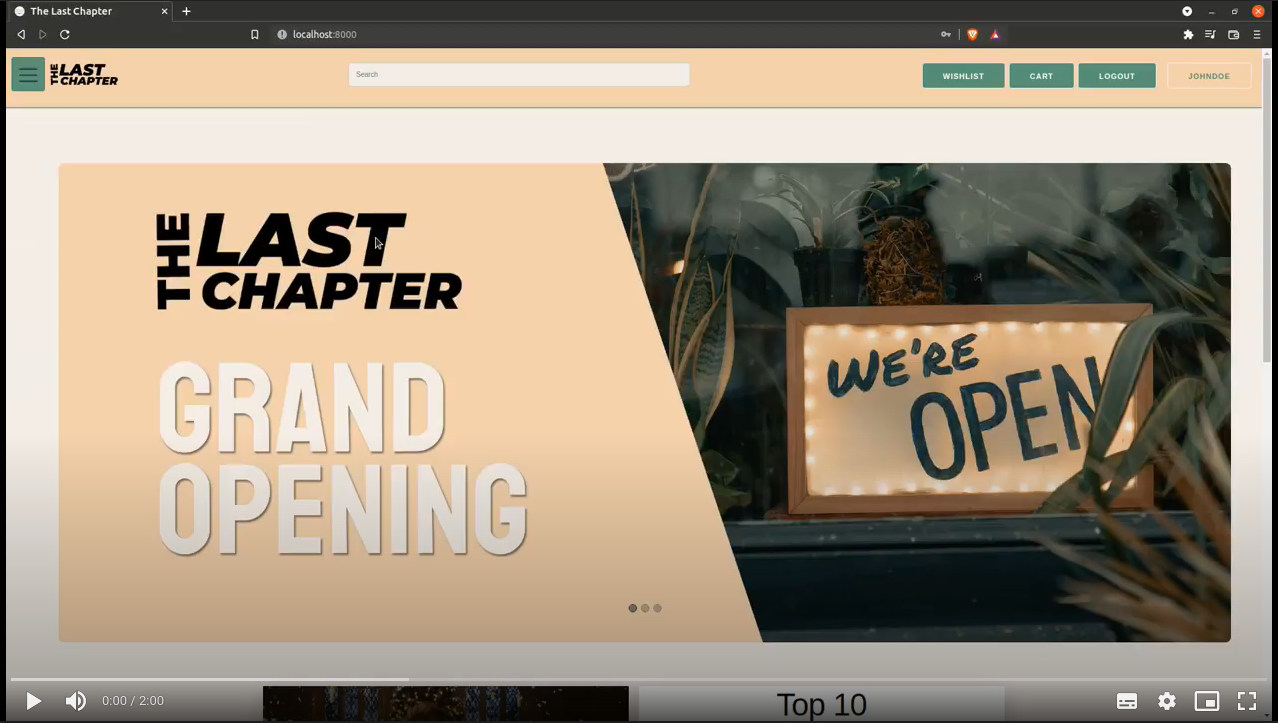 The Last Chapter
localhost:8000
THE LAST CHAPTER
Search
WISHLIST
CART
LOGOUT
JOHNDOE
THE LAST
CHAPTER
GRAND
OPENING
WE'RE
OPEN
0:00 / 2:00
Top 10